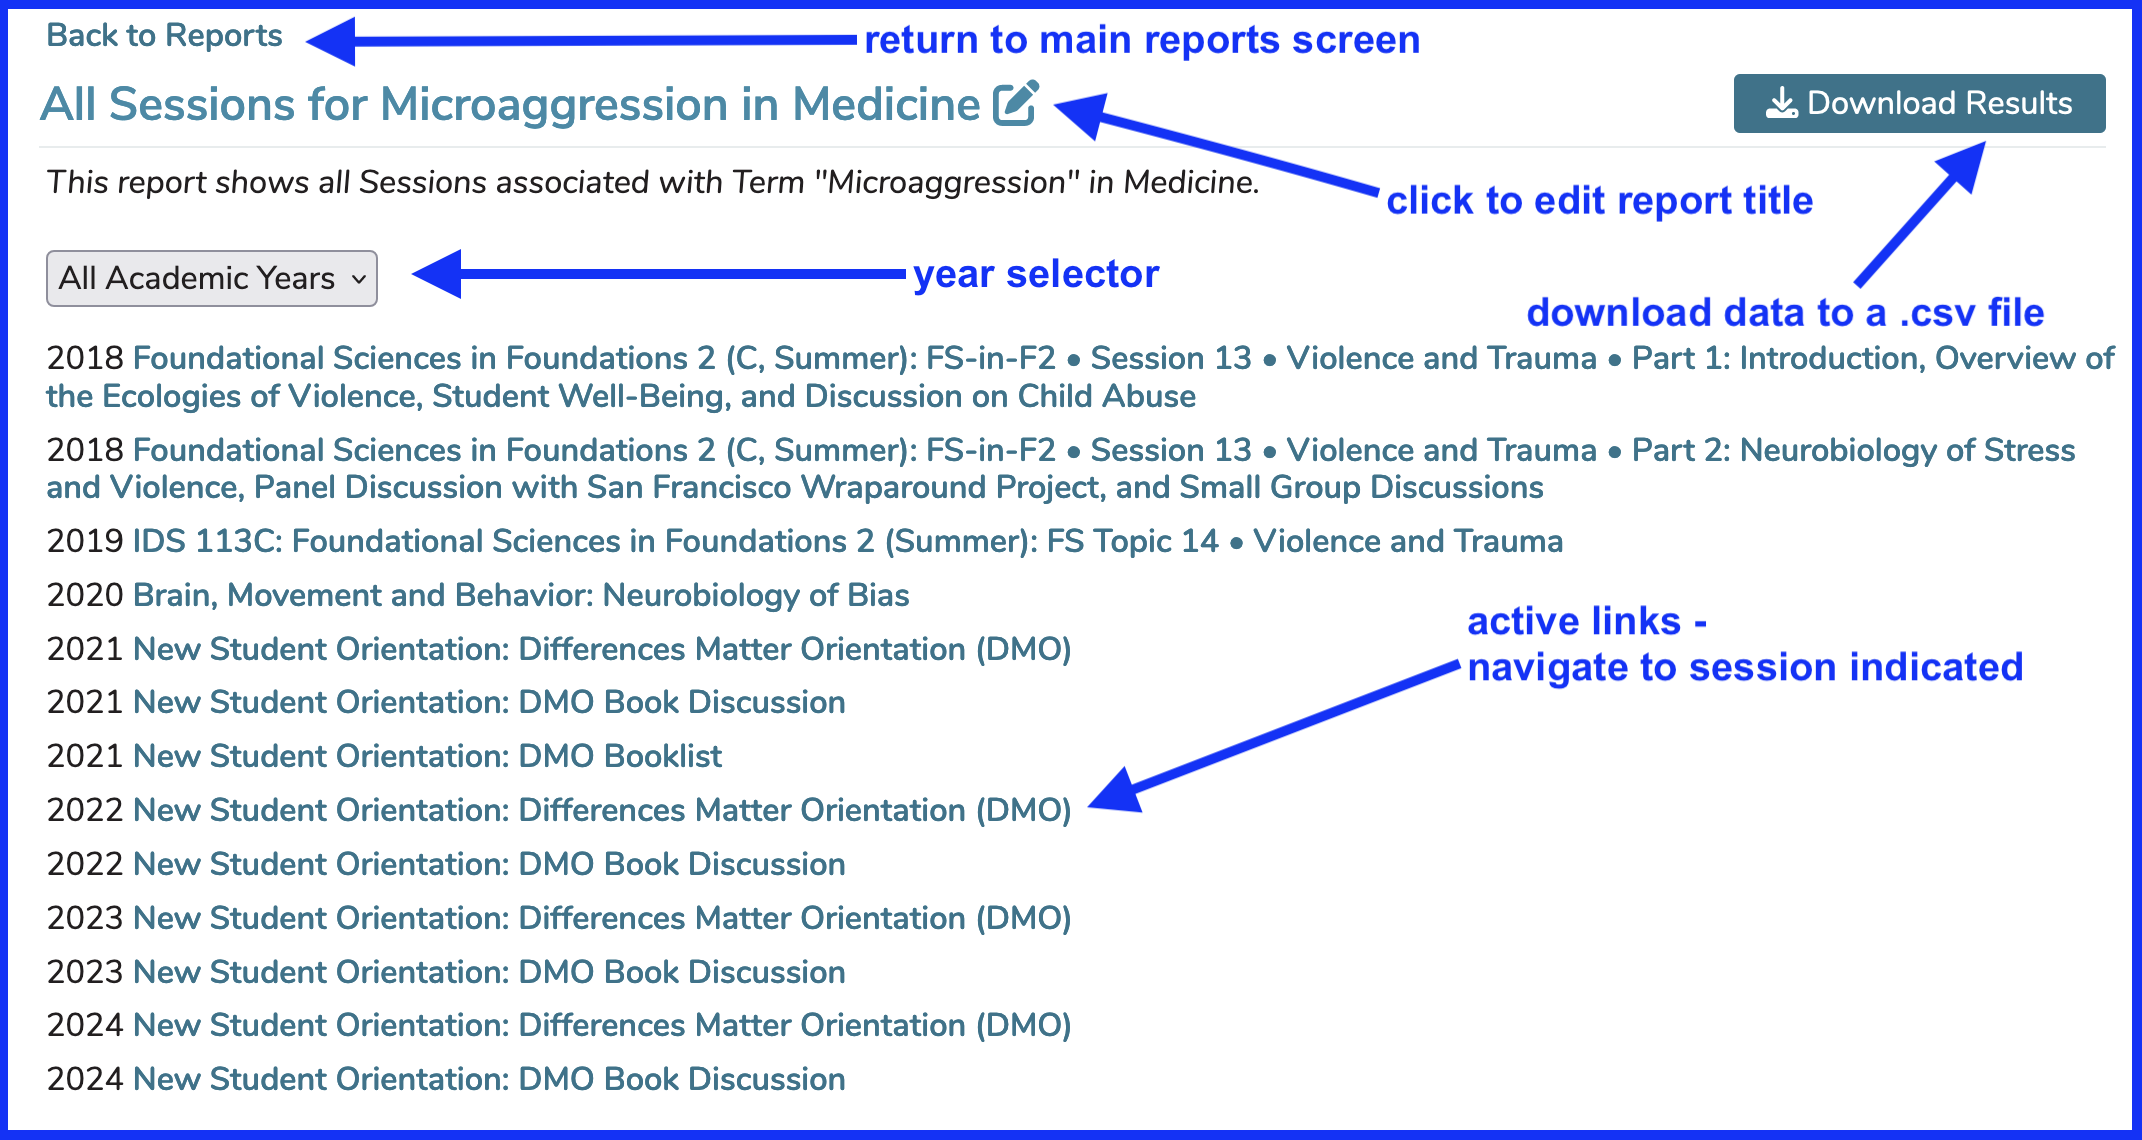 Back to Reports
return to main reports screen
All Sessions for Microaggression in Medicine
Download Results
This report shows all Sessions associated with Term "Microaggression" in Medicine.
click to edit report title
All Academic Years
year selector
download data to a .csv file
2018 Foundational Sciences in Foundations 2 (C, Summer): FS-in-F2 • Session 13 • Violence and Trauma • Part 1: Introduction, Overview of
the Ecologies of Violence, Student Well-Being, and Discussion on Child Abuse
2018 Foundational Sciences in Foundations 2 (C, Summer): FS-in-F2 • Session 13 • Violence and Trauma • Part 2: Neurobiology of Stress
and Violence, Panel Discussion with San Francisco Wraparound Project, and Small Group Discussions
2019 IDS 113C: Foundational Sciences in Foundations 2 (Summer): FS Topic 14 • Violence and Trauma
2020 Brain, Movement and Behavior: Neurobiology of Bias
active links -
navigate to session indicated
2021 New Student Orientation: Differences Matter Orientation (DMO)
2021 New Student Orientation: DMO Book Discussion
2021 New Student Orientation: DMO Booklist
2022 New Student Orientation: Differences Matter Orientation (DMO)
2022 New Student Orientation: DMO Book Discussion
2023 New Student Orientation: Differences Matter Orientation (DMO)
2023 New Student Orientation: DMO Book Discussion
2024 New Student Orientation: Differences Matter Orientation (DMO)
2024 New Student Orientation: DMO Book Discussion